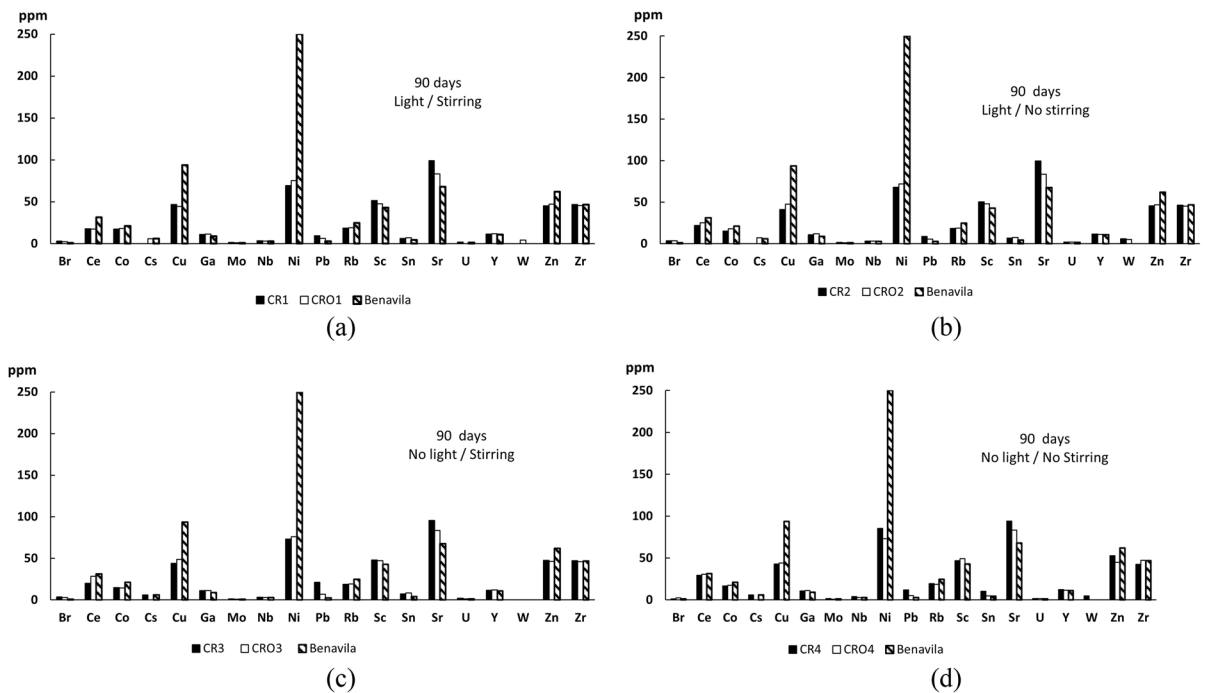 ppm
250
200
150
100
50
0
90 days
Light / Stirring
Br Ce Co Cs Cu Ga Mo Nb Ni Pb Rb Sc Sn Sr U Y W Zn Zr
CR1 CRO1 Benavila
(a)
ppm
250
200
150
100
50
0
90 days
Light / No stirring
Br Ce Co Cs Cu Ga Mo Nb Ni Pb Rb Sc Sn Sr U Y W Zn Zr
CR2 CRO2 Benavila
(b)
ppm
250
200
150
100
50
0
90 days
No light / Stirring
Br Ce Co Cs Cu Ga Mo Nb Ni Pb Rb Sc Sn Sr U Y W Zn Zr
CR3 CRO3 Benavila
(c)
ppm
250
200
150
100
50
0
90 days
No light / No Stirring
Br Ce Co Cs Cu Ga Mo Nb Ni Pb Rb Sc Sn Sr U Y W Zn Zr
CR4 CRO4 Benavila
(d)